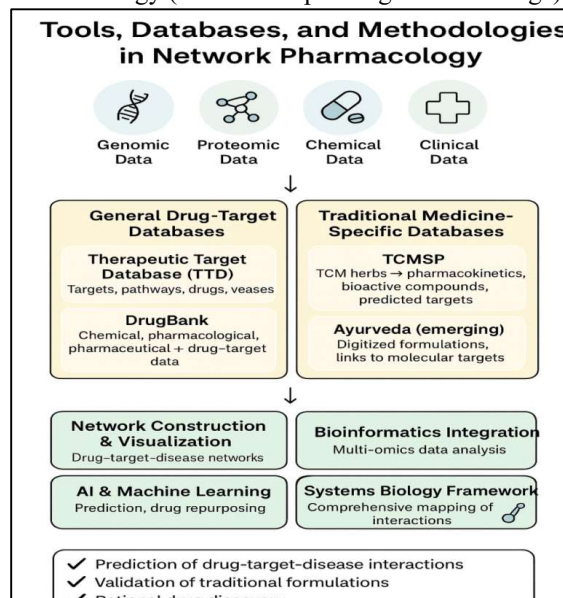 Tools, Databases, and Methodologies
in Network Pharmacology
Genomic Data
Proteomic Data
Chemical Data
Clinical Data
↓
General Drug-Target
Databases
Therapeutic Target
Database (TTD)
Targets, pathways, drugs, veases
DrugBank
Chemical, pharmacological,
pharmaceutical + drug-target
data
Traditional Medicine-
Specific Databases
TCMSP
TCM herbs → pharmacokinetics,
bioactive compounds,
predicted targets
Ayurveda (emerging)
Digitized formulations,
links to molecular targets
↓
Network Construction
& Visualization
Drug-target-disease networks
Bioinformatics Integration
Multi-omics data analysis
AI & Machine Learning
Prediction, drug repurposing
Systems Biology Framework
Comprehensive mapping of
interactions
✓ Prediction of drug-target-disease interactions
✓ Validation of traditional formulations